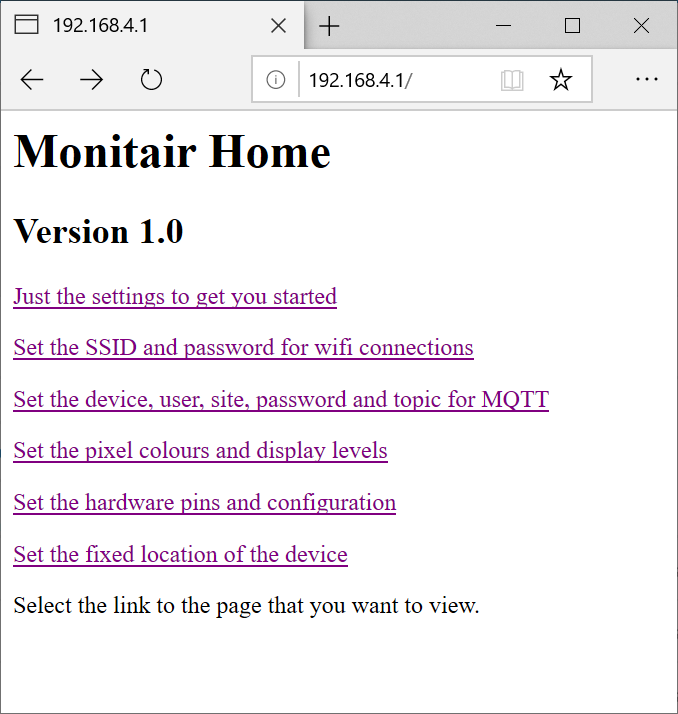 192.168.4.1
192.168.4.1/
Monitair Home
Version 1.0
Just the settings to get you started
Set the SSID and password for wifi connections
Set the device, user, site, password and topic for MQTT
Set the pixel colours and display levels
Set the hardware pins and configuration
Set the fixed location of the device
Select the link to the page that you want to view.